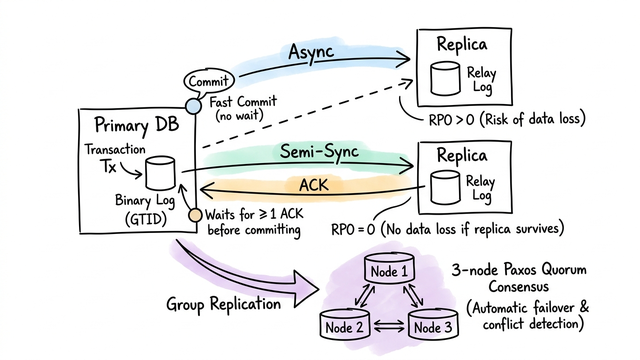 Async
Commit
Fast Commit
(no wait)
Replica
Relay
Log
RPO > 0 (Risk of data loss)
Primary DB
Transaction
Tx
Binary Log
(GTID)
Semi-Sync
ACK
Waits for ≥ 1 ACK
before committing
Replica
Relay
Log
RPO = 0 (No data loss if replica survives)
Group Replication
Node 1
Node 2
Node 3
3-node Paxos Quorum
Consensus
(Automatic failover &
conflict detection)